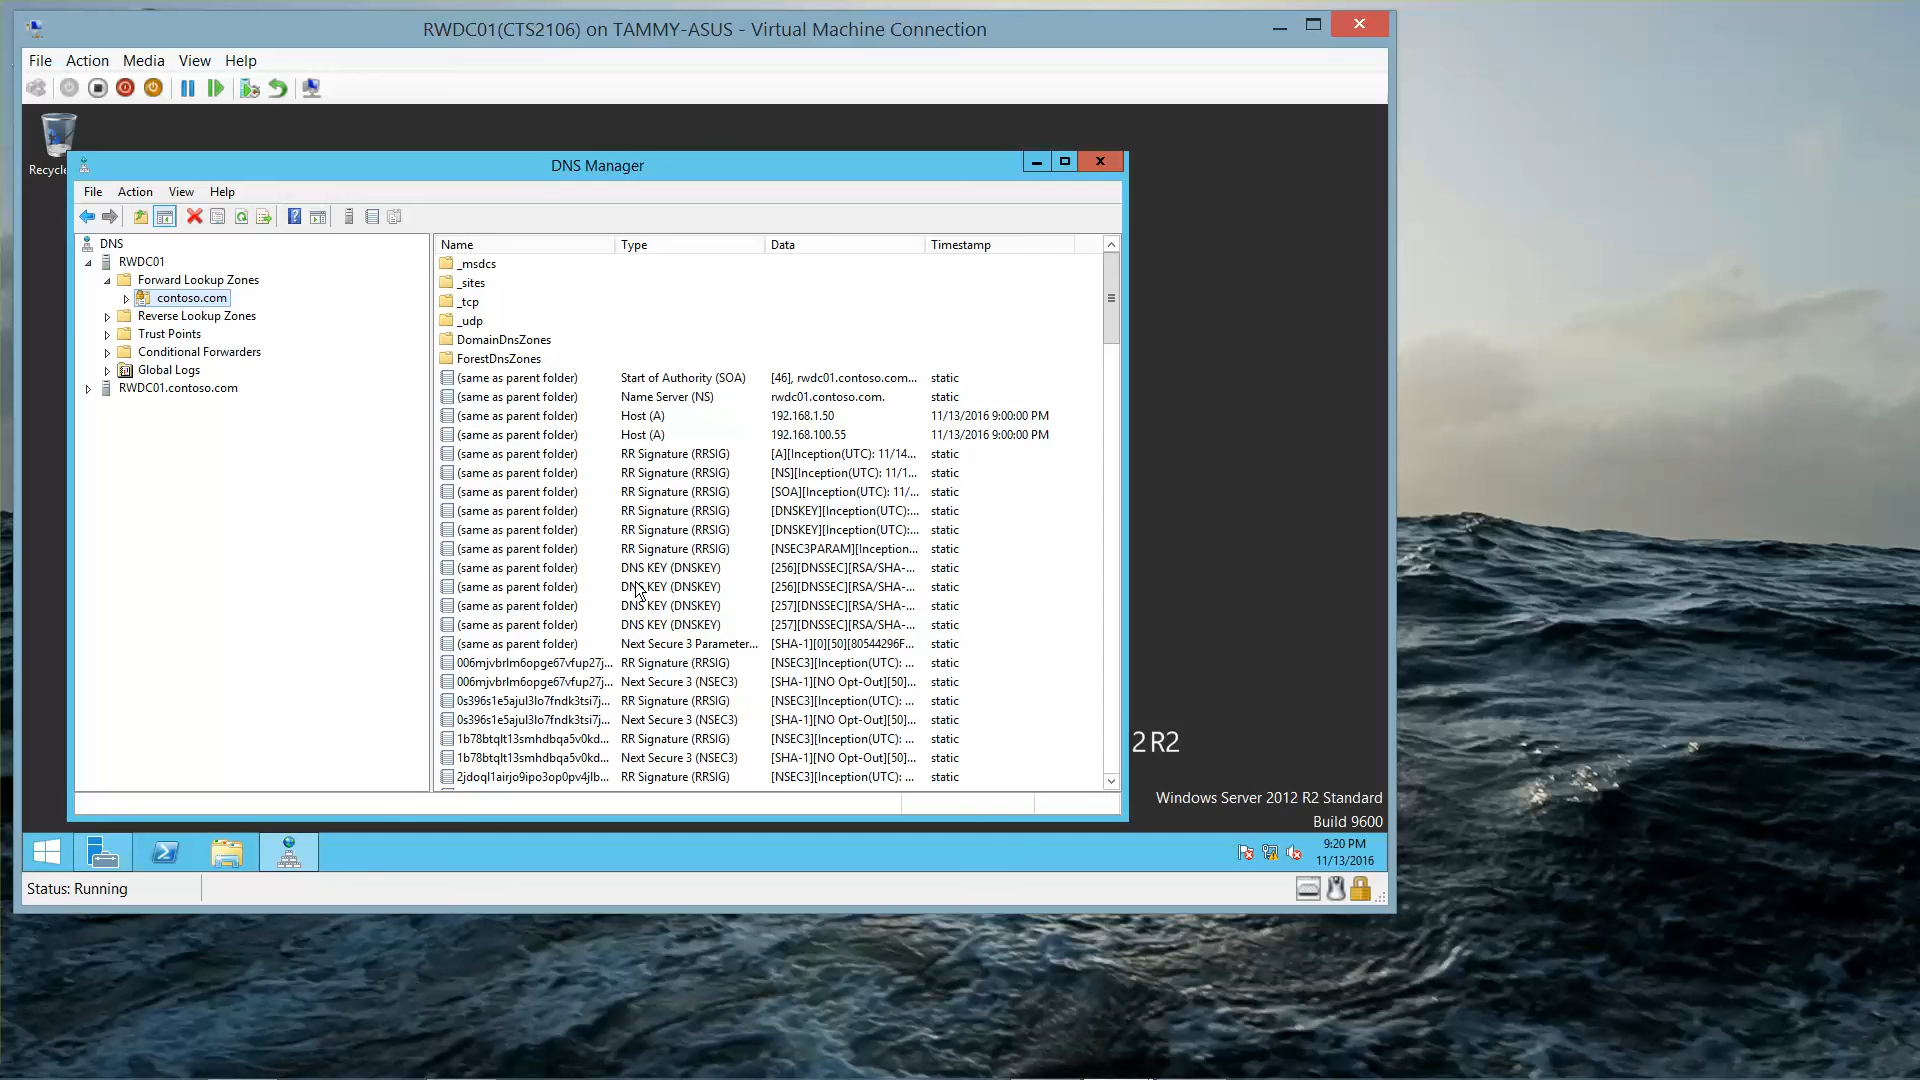 RWDC01(CTS2106) on TAMMY-ASUS - Virtual Machine Connection
File Action Media View Help
Recycle
DNS Manager
File Action View Help
DNS
RWDC01
Forward Lookup Zones
contoso.com
Reverse Lookup Zones
Trust Points
Conditional Forwarders
Global Logs
RWDC01.contoso.com
Name Type Data Timestamp
_msdcs
_sites
_tcp
_udp
DomainDnsZones
ForestDnsZones
(same as parent folder) Start of Authority (SOA) [46], rwdc01.contoso.com... static
(same as parent folder) Name Server (NS) rwdc01.contoso.com. static
(same as parent folder) Host (A) 192.168.1.50 11/13/2016 9:00:00 PM
(same as parent folder) Host (A) 192.168.100.55 11/13/2016 9:00:00 PM
(same as parent folder) RR Signature (RRSIG) [A][Inception(UTC): 11/14... static
(same as parent folder) RR Signature (RRSIG) [NS][Inception(UTC): 11/1... static
(same as parent folder) RR Signature (RRSIG) [SOA][Inception(UTC): 11/... static
(same as parent folder) RR Signature (RRSIG) [DNSKEY][Inception(UTC):... static
(same as parent folder) RR Signature (RRSIG) [DNSKEY][Inception(UTC):... static
(same as parent folder) RR Signature (RRSIG) [NSEC3PARAM][Inception... static
(same as parent folder) DNS KEY (DNSKEY) [256][DNSSEC][RSA/SHA-... static
(same as parent folder) DNS KEY (DNSKEY) [256][DNSSEC][RSA/SHA-... static
(same as parent folder) DNS KEY (DNSKEY) [257][DNSSEC][RSA/SHA-... static
(same as parent folder) DNS KEY (DNSKEY) [257][DNSSEC][RSA/SHA-... static
(same as parent folder) Next Secure 3 Parameter... [SHA-1][0][50][80544296F... static
006mjvbrlm6opge67vfup27j... RR Signature (RRSIG) [NSEC3][Inception(UTC): ... static
006mjvbrlm6opge67vfup27j... Next Secure 3 (NSEC3) [SHA-1][NO Opt-Out][50]... static
0s396s1e5ajul3lo7fndk3tsi7j... RR Signature (RRSIG) [NSEC3][Inception(UTC): ... static
0s396s1e5ajul3lo7fndk3tsi7j... Next Secure 3 (NSEC3) [SHA-1][NO Opt-Out][50]... static
1b78btqlt13smhdbqa5v0kd... RR Signature (RRSIG) [NSEC3][Inception(UTC): ... static
1b78btqlt13smhdbqa5v0kd... Next Secure 3 (NSEC3) [SHA-1][NO Opt-Out][50]... static
2jdoql1airjo9ipo3op0pv4jlb... RR Signature (RRSIG) [NSEC3][Inception(UTC): ... static
2 R2
Windows Server 2012 R2 Standard
Build 9600
9:20 PM
11/13/2016
Status: Running